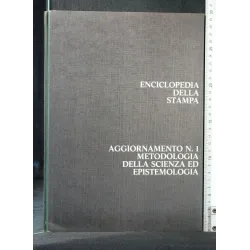 ENCICLOPEDIA
DELLA
STAMPA
AGGIORNAMENTO N. 1
METODOLOGIA
DELLA SCIENZA ED
EPISTEMOLOGIA